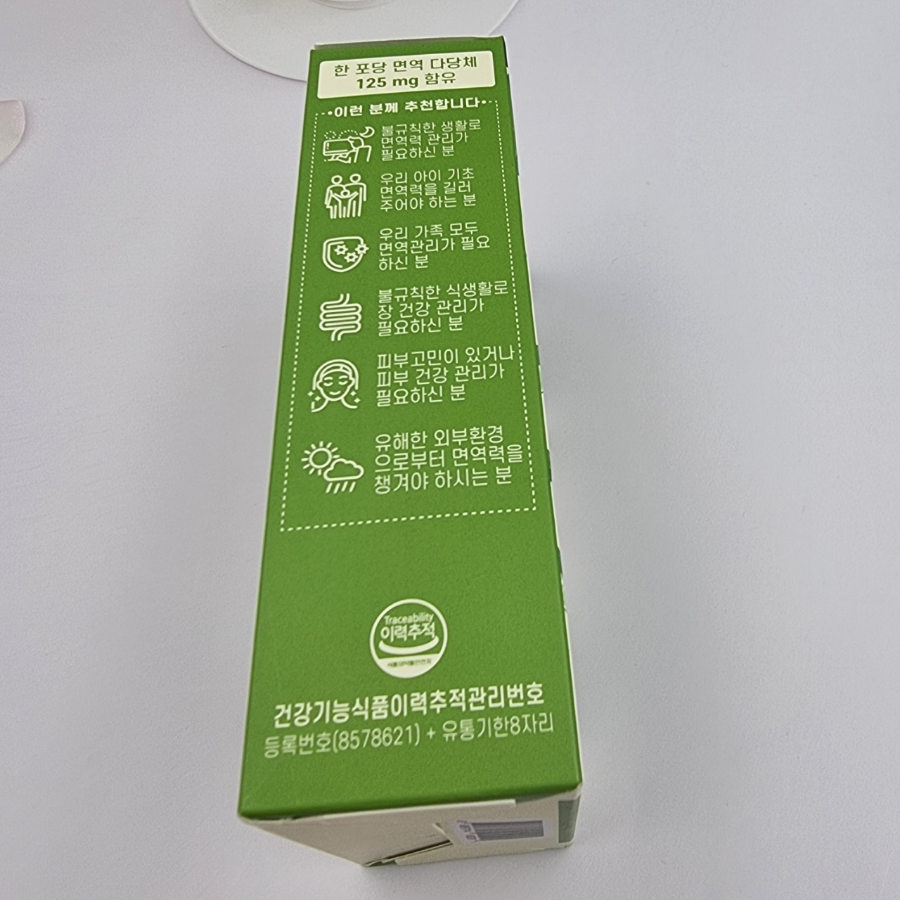 한 포당 면역 다당체
125 mg 함유
이런 분께 추천합니다
불규칙한 생활로
면역력 관리가
필요하신 분
우리 아이 기초
면역력을 길러
주어야 하는 분
우리 가족 모두
면역관리가 필요
하신 분
불규칙한 식생활로
장 건강 관리가
필요하신 분
피부고민이 있거나
피부 건강 관리가
필요하신 분
유해한 외부환경
으로부터 면역력을
챙겨야 하시는 분
Traceability
이력추적
식품의약품안전처
건강기능식품이력추적관리번호
등록번호(8578621) + 유통기한8자리